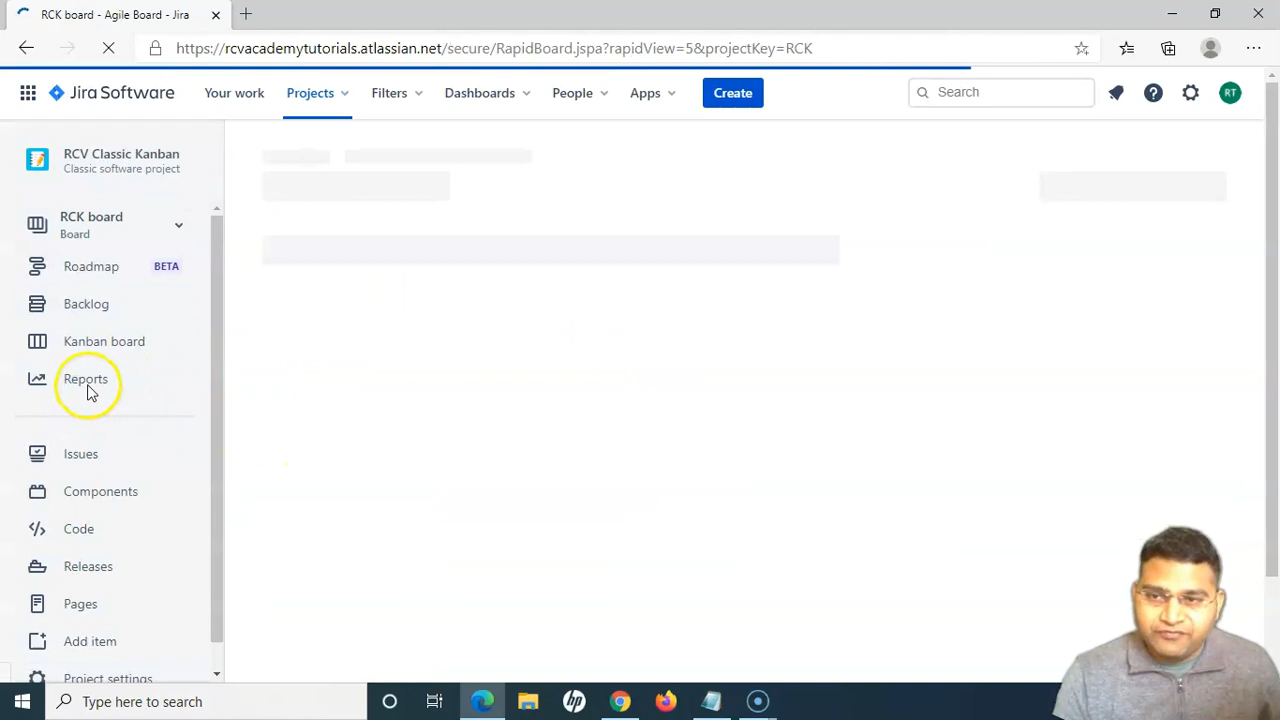 RCK board - Agile Board - Jira
https://rcvacademytutorials.atlassian.net/secure/RapidBoard.jspa?rapidView=5&projectKey=RCK
Jira Software
Your work
Projects
Filters
Dashboards
People
Apps
Create
Search
RT
RCV Classic Kanban
Classic software project
RCK board
Board
Roadmap BETA
Backlog
Kanban board
Reports
Issues
Components
Code
Releases
Pages
Add item
Project settings
Type here to search
hp